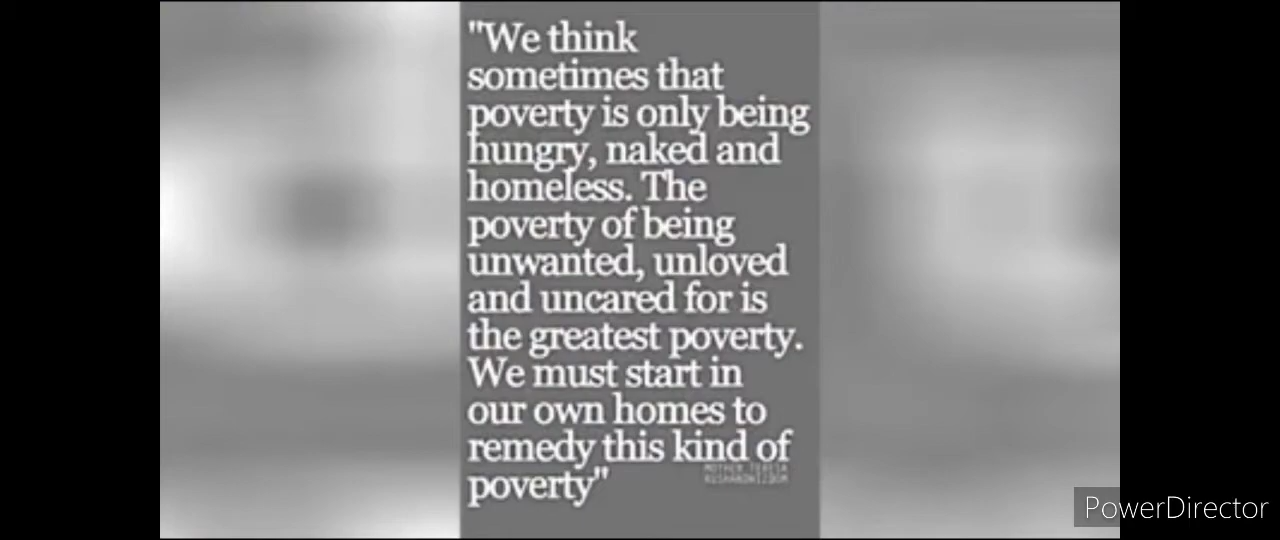 "We think
sometimes that
poverty is only being
hungry, naked and
homeless. The
poverty of being
unwanted, unloved
and uncared for is
the greatest poverty.
We must start in
our own homes to
remedy this kind of
poverty"
MOTHER TERESA
PowerDirector